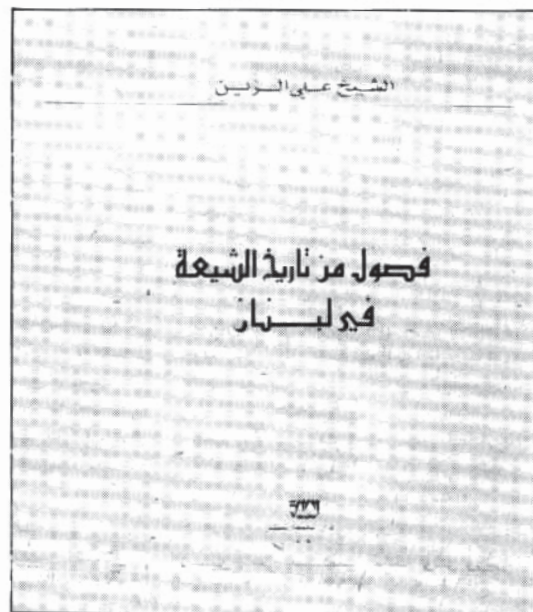 الشيخ علي الزين
فصول من تاريخ الشيعة
في لبنان